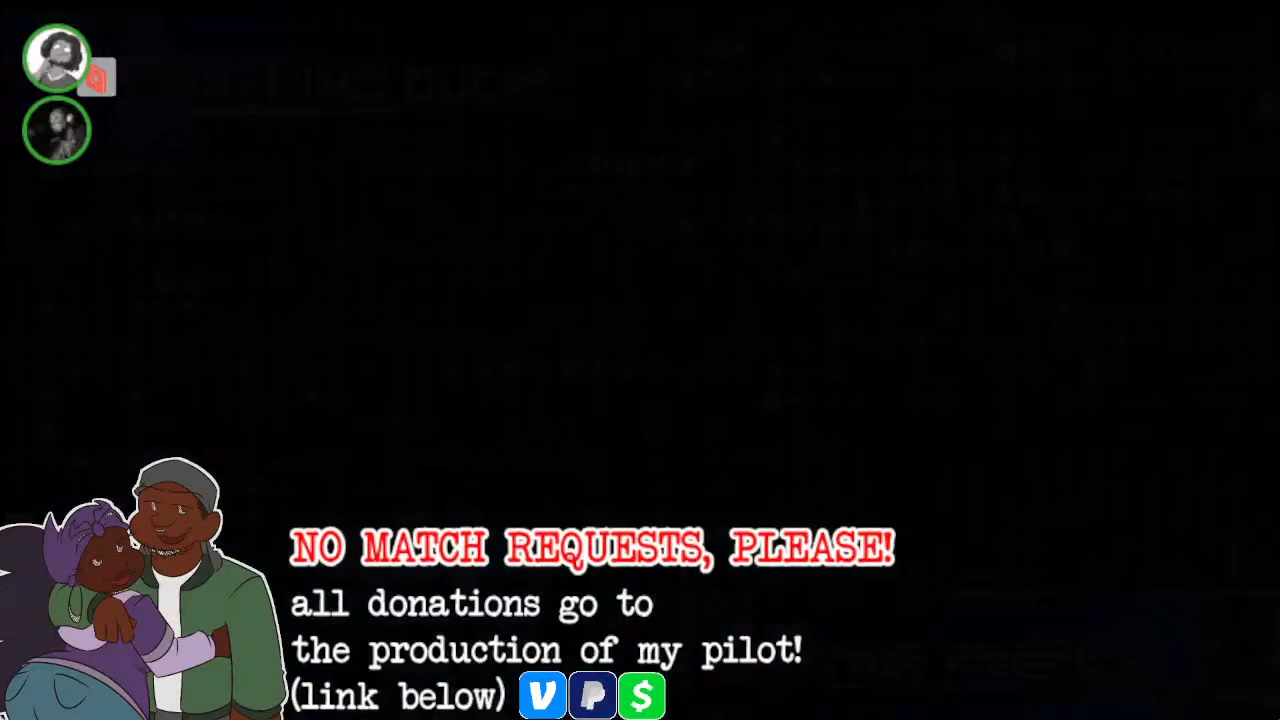 NO MATCH REQUESTS, PLEASE!
all donations go to
the production of my pilot!
(link below)